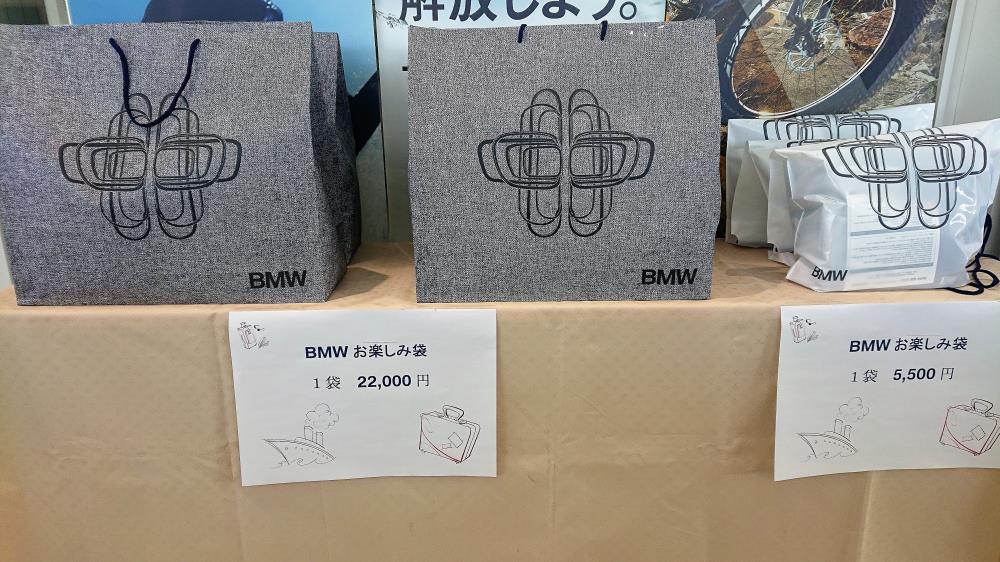 解放しよう。
BMW
BMW
BMW
BMW お楽しみ袋
1袋 22,000 円
BMW お楽しみ袋
1袋 5,500 円